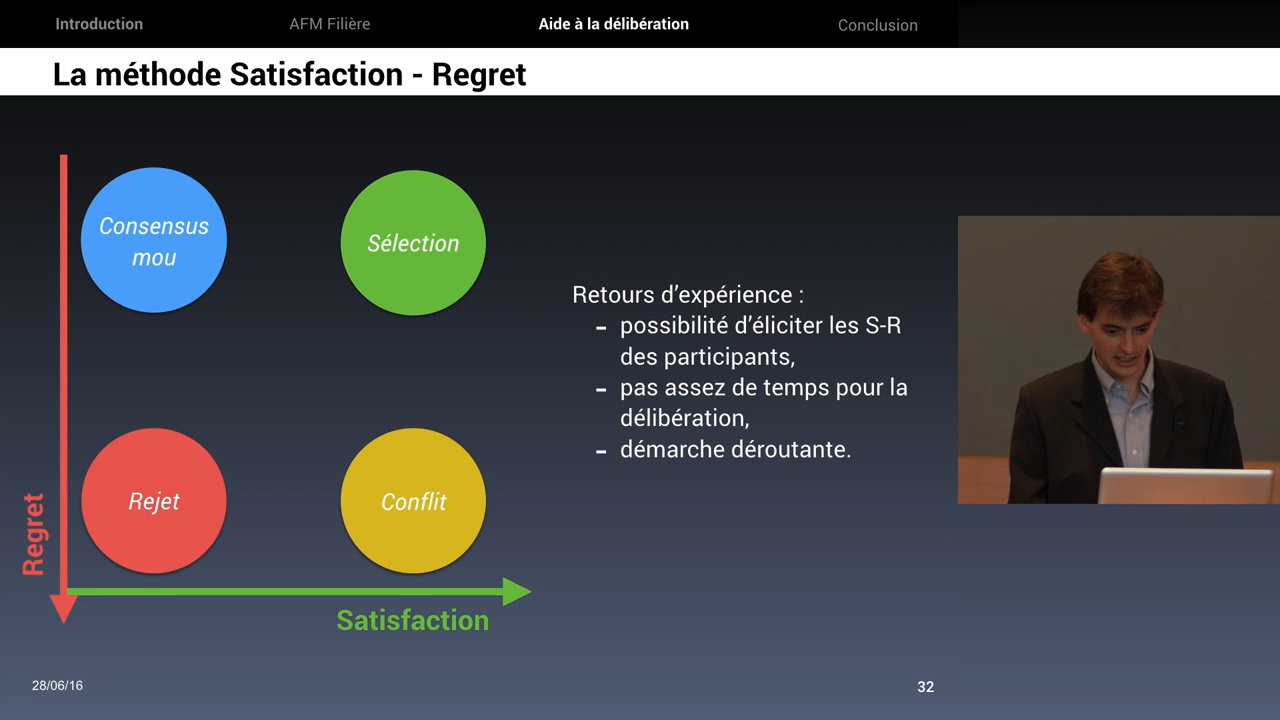 Introduction
AFM Filière
Aide à la délibération
Conclusion
La méthode Satisfaction - Regret
Consensus
mou
Sélection
Retours d’expérience :
- possibilité d’éliciter les S-R
des participants,
- pas assez de temps pour la
délibération,
- démarche déroutante.
Rejet
Conflit
Regret
Satisfaction
28/06/16
32